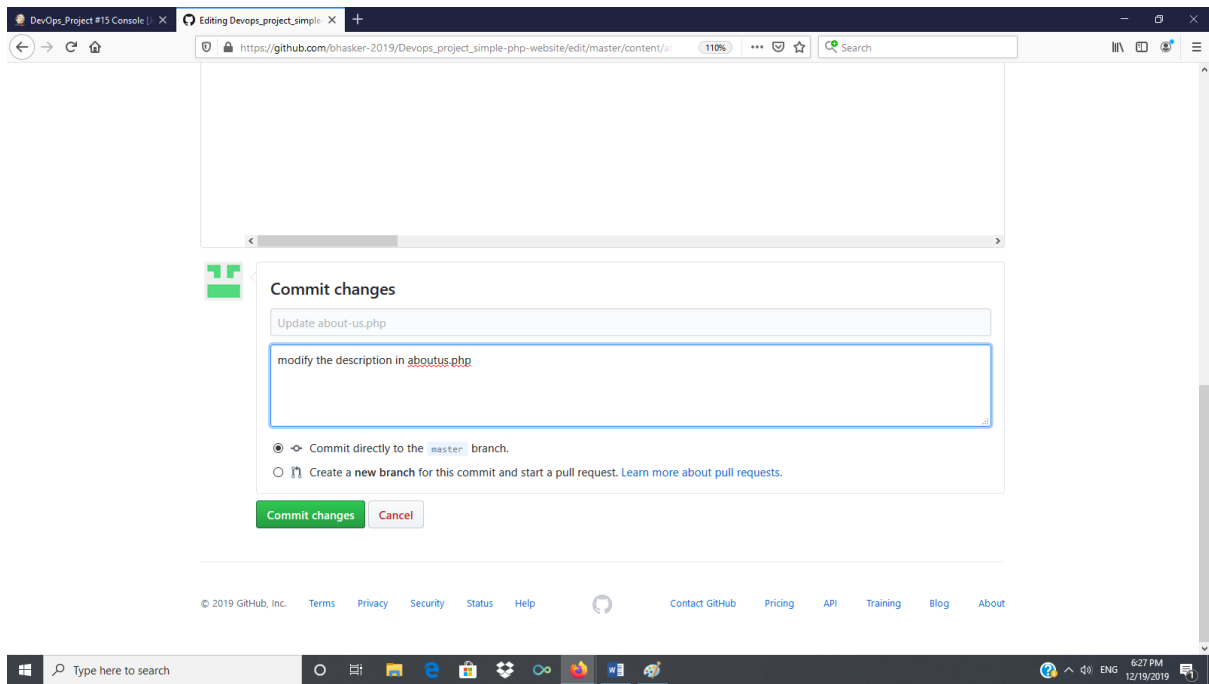 DevOps_Project #15 Console [Je
Editing Devops_project_simple-
https://github.com/bhasker-2019/Devops_project_simple-php-website/edit/master/content/a
110%
Search
Commit changes
Update about-us.php
modify the description in aboutus.php
Commit directly to the master branch.
Create a new branch for this commit and start a pull request. Learn more about pull requests.
Commit changes Cancel
© 2019 GitHub, Inc. Terms Privacy Security Status Help Contact GitHub Pricing API Training Blog About
Type here to search
ENG
6:27 PM
12/19/2019